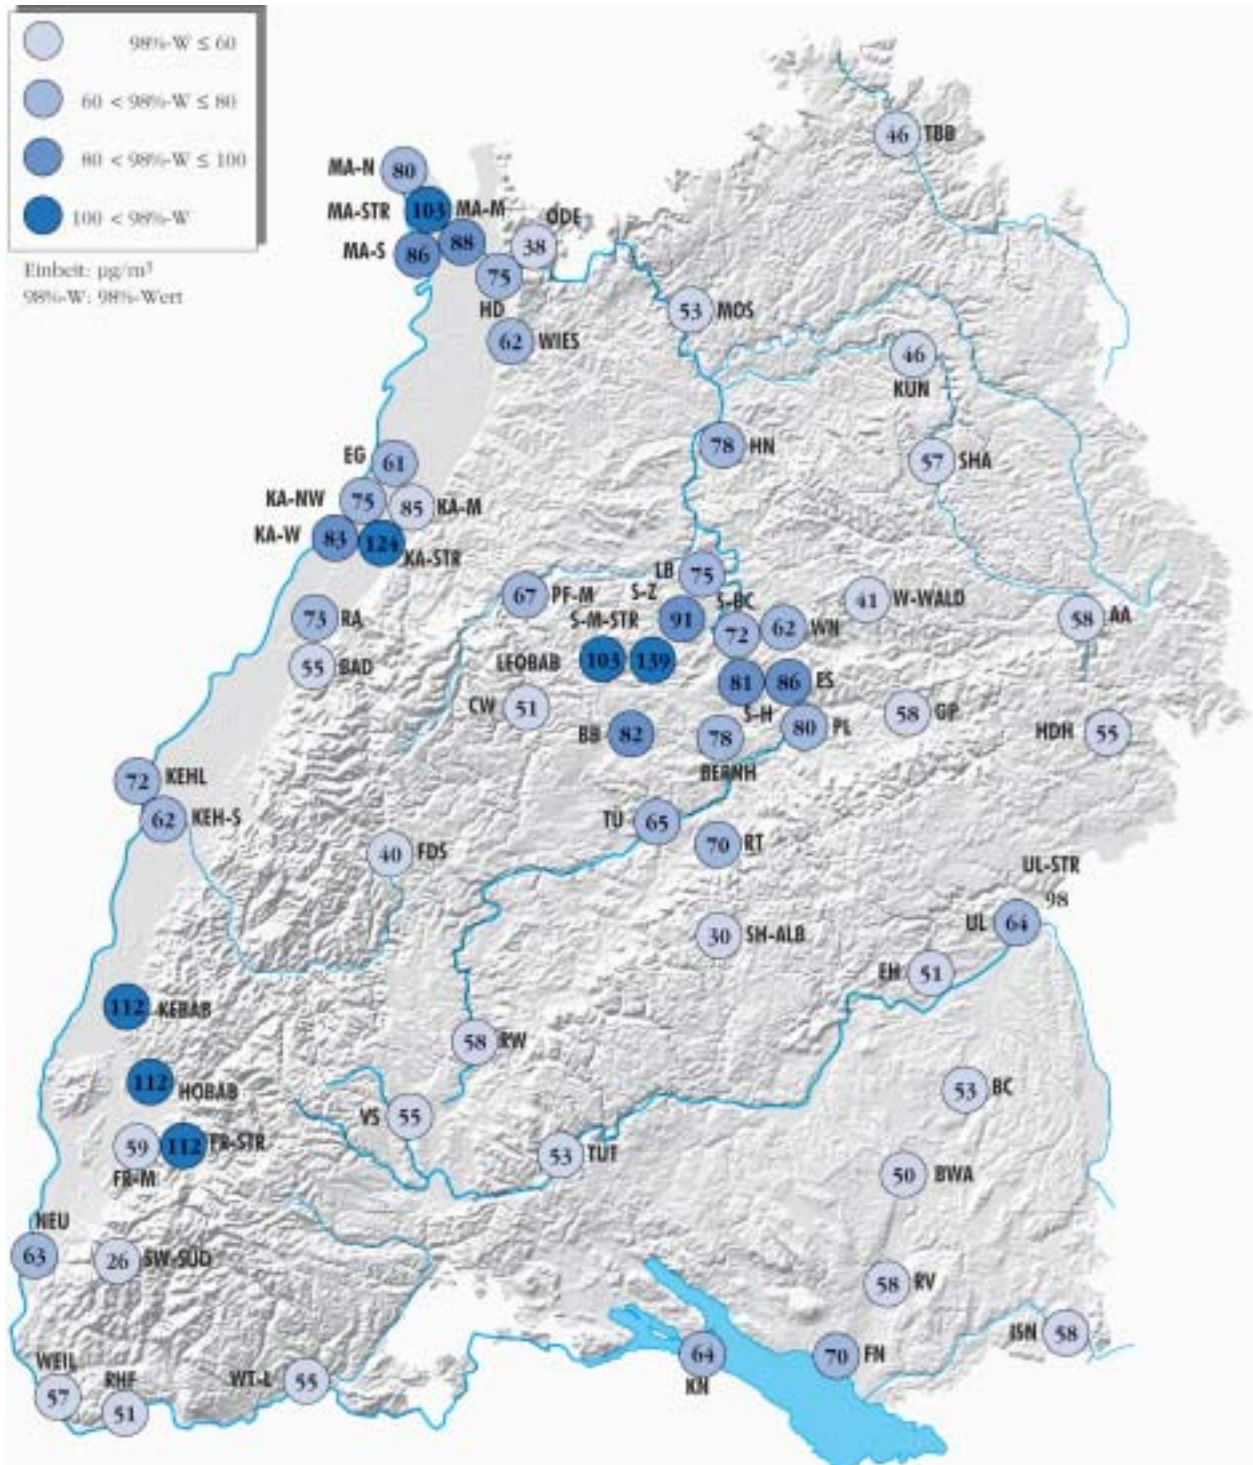 98%-W ≤ 60
60 < 98%-W ≤ 80
80 < 98%-W ≤ 100
100 < 98%-W
Einheit: µg/m³
98%-W: 98%-Wert
46 TBB
MA-N 80
MA-STR 103 MA-M
ODE
MA-S 86 88 38
75
HD
53 MOS
62 WIES
46
KUN
78 HN
EG 61
57 SHA
KA-NW 75 85 KA-M
KA-W 83 124 KA-STR
LB 75
S-Z
67 PF-M
S-BC
41 W-WALD
S-M-STR 91
72 62 WN
58 AA
73 RA
55 BAD
LEOBAB 103 139
81 86 ES
CW 51
S-H
58 GP
BB 82
78 80 PL
HDH 55
BERNH
72 KEHL
62 KEH-S
TÜ 65
70 RT
40 FDS
UL-STR
98
UL 64
30 SH-ALB
EH 51
112 KEBAB
58 RW
112 HOBAB
53 BC
VS 55
59 112 FR-STR
FR-M
53 TUT
50 BWA
NEU
63
26 SW-SÜD
58 RV
ISN 58
64
KN
70 FN
WEIL
57
RHF
51
WT-L 55